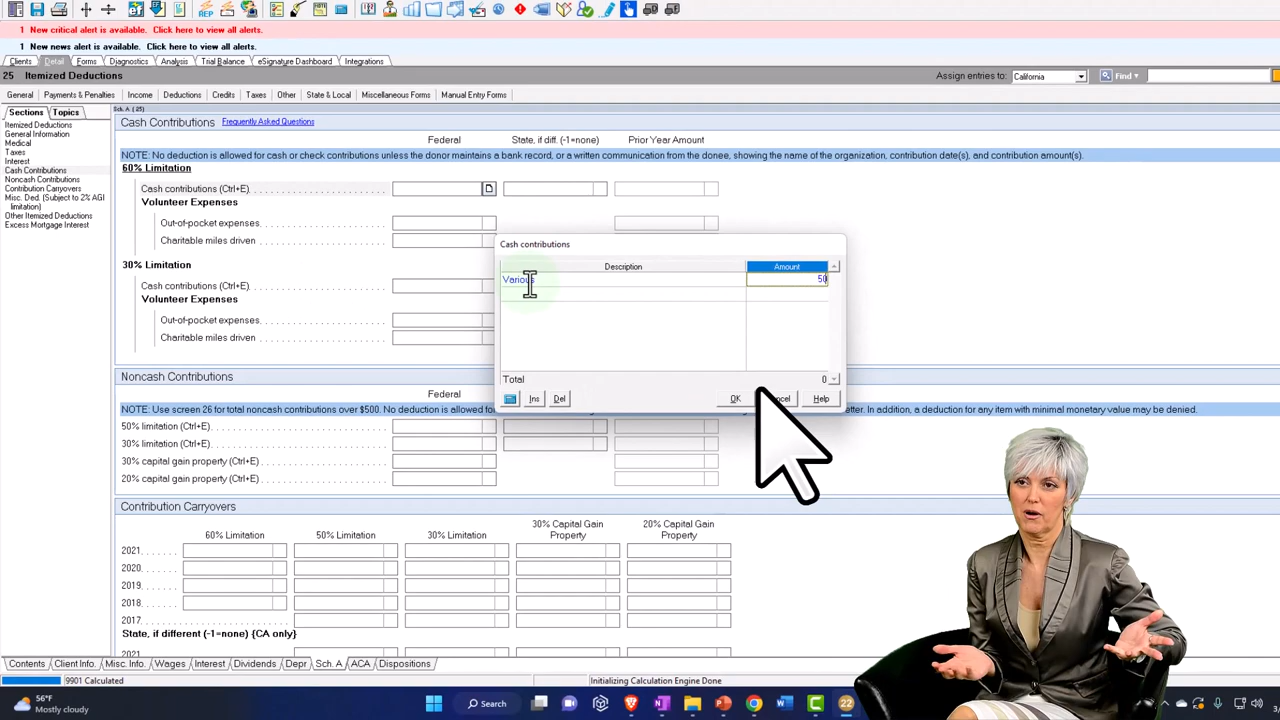 1 New critical alert is available. Click here to view all alerts.
1 New news alert is available. Click here to view all alerts.
Clients Detail Forms Diagnostics Analysis Trial Balance eSignature Dashboard Integrations
25 Itemized Deductions Assign entries to: California Find
General Payments & Penalties Income Deductions Credits Taxes Other State & Local Miscellaneous Forms Manual Entry Forms
Sections Topics
Itemized Deductions
General Information
Medical
Taxes
Interest
Cash Contributions
Noncash Contributions
Contribution Carryovers
Misc. Ded. (Subject to 2% AGI
limitation)
Other Itemized Deductions
Excess Mortgage Interest
Sch. A (25)
Cash Contributions Frequently Asked Questions
Federal State, if diff. (-1=none) Prior Year Amount
NOTE: No deduction is allowed for cash or check contributions unless the donor maintains a bank record, or a written communication from the donee, showing the name of the organization, contribution date(s), and contribution amount(s).
60% Limitation
Cash contributions (Ctrl+E)
Volunteer Expenses
Out-of-pocket expenses
Charitable miles driven
30% Limitation
Cash contributions (Ctrl+E)
Volunteer Expenses
Out-of-pocket expenses
Charitable miles driven
Cash contributions
Description Amount
Various 50
Total 0
Ins Del OK Help
Noncash Contributions
Federal
NOTE: Use screen 26 for total noncash contributions over $500. No deduction is allowed for etter. In addition, a deduction for any item with minimal monetary value may be denied.
50% limitation (Ctrl+E)
30% limitation (Ctrl+E)
30% capital gain property (Ctrl+E)
20% capital gain property (Ctrl+E)
Contribution Carryovers
60% Limitation 50% Limitation 30% Limitation 30% Capital Gain Property 20% Capital Gain Property
2021
2020
2019
2018
2017
State, if different (-1=none) {CA only}
2021
Contents Client Info. Misc. Info. Wages Interest Dividends Depr Sch. A ACA Dispositions
9901 Calculated Initializing Calculation Engine Done
56°F
Mostly cloudy
Search
22